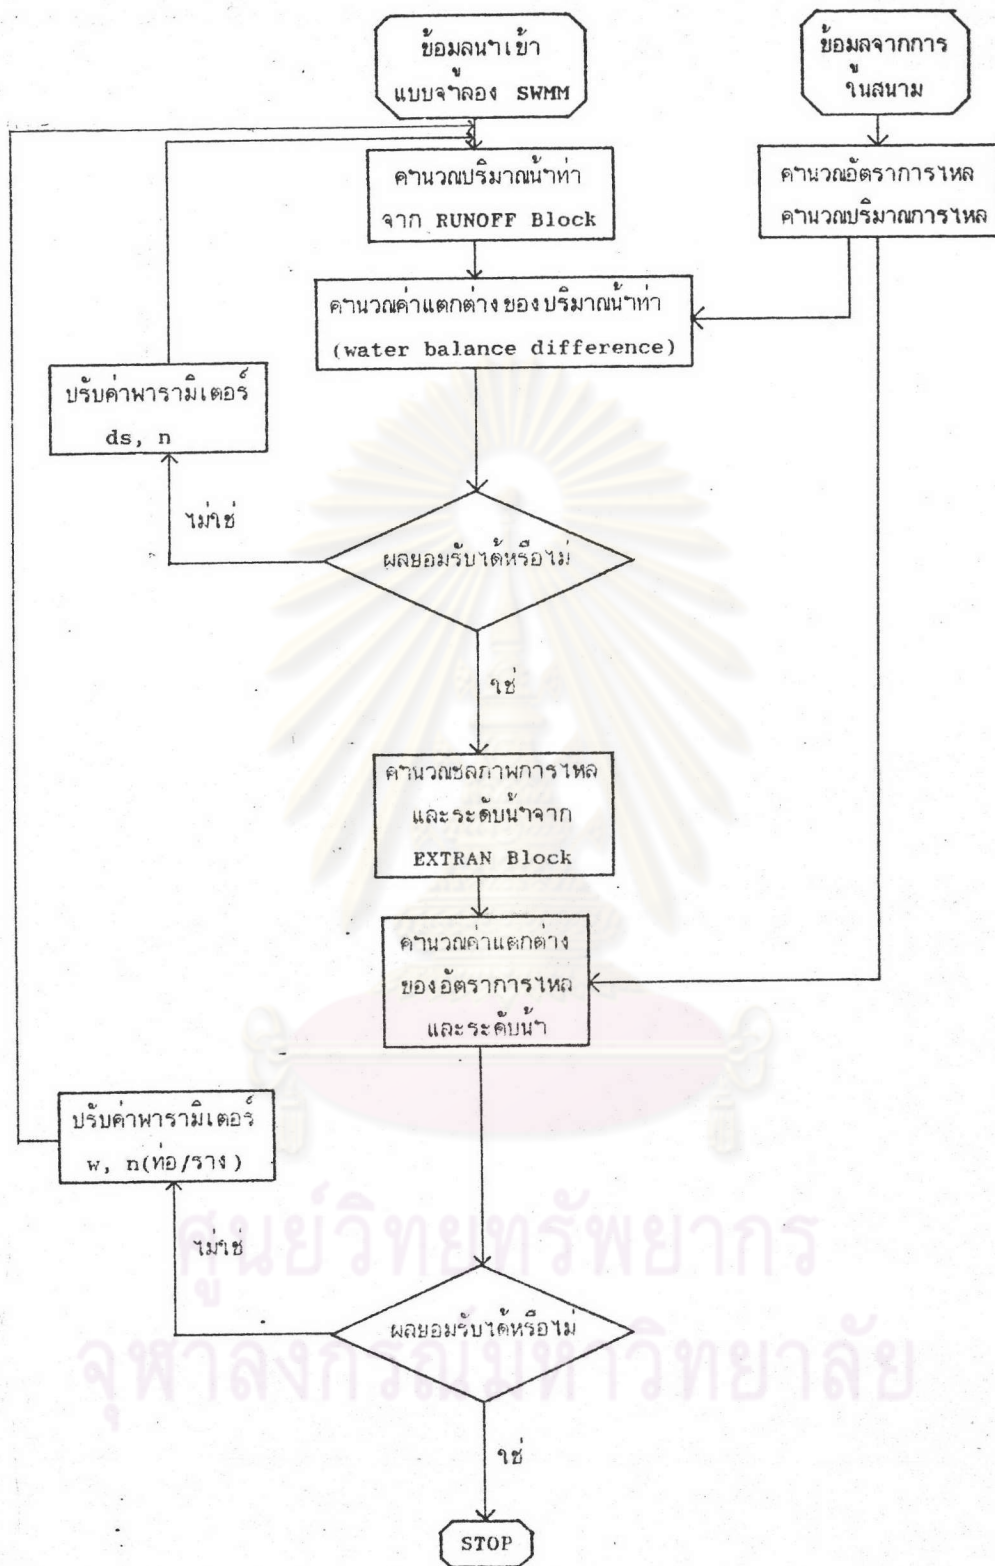 ข้อมูลนำเข้า
แบบจำลอง SWMM
ข้อมูลจากการ
ในสนาม
คำนวณปริมาณน้ำท่า
จาก RUNOFF Block
คำนวณอัตราการไหล
คำนวณปริมาณการไหล
คำนวณค่าแตกต่างของปริมาณน้ำท่า
(water balance difference)
ปรับค่าพารามิเตอร์
ds, n
ไม่ใช่
ผลยอมรับได้หรือไม่
ใช่
คำนวณชลภาพการไหล
และระดับน้ำจาก
EXTRAN Block
คำนวณค่าแตกต่าง
ของอัตราการไหล
และระดับน้ำ
ปรับค่าพารามิเตอร์
w, n(ท่อ/ราง)
ไม่ใช่
ผลยอมรับได้หรือไม่
ใช่
STOP
ศูนย์วิทยทรัพยากร
จุฬาลงกรณ์มหาวิทยาลัย